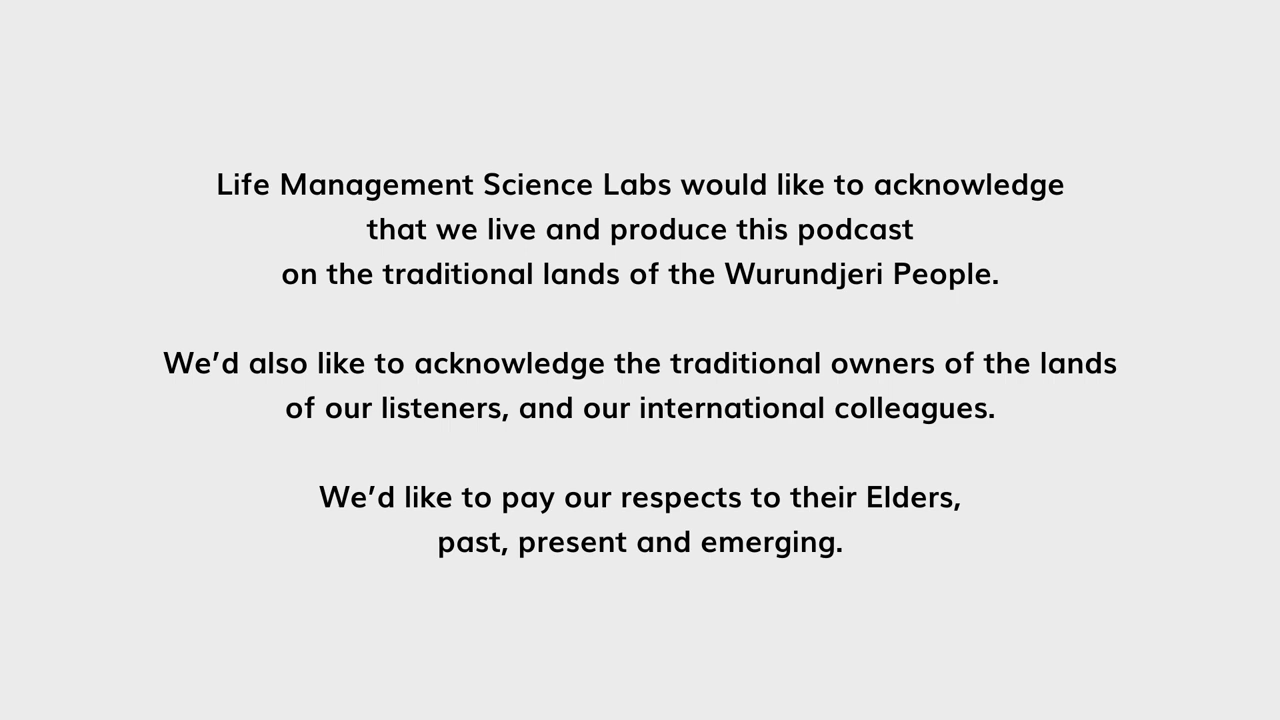 Life Management Science Labs would like to acknowledge
that we live and produce this podcast
on the traditional lands of the Wurundjeri People.
We’d also like to acknowledge the traditional owners of the lands
of our listeners, and our international colleagues.
We’d like to pay our respects to their Elders,
past, present and emerging.